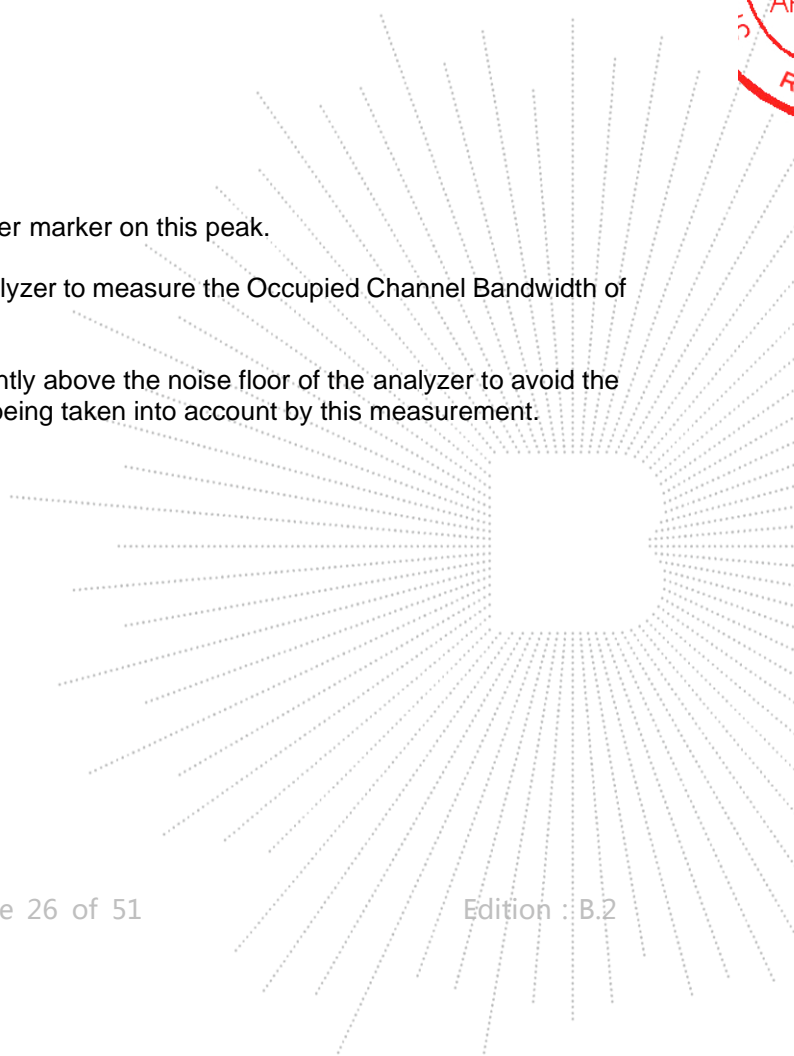 er marker on this peak.
lyzer to measure the Occupied Channel Bandwidth of
ntly above the noise floor of the analyzer to avoid the
being taken into account by this measurement.
e 26 of 51 Edition : B.2